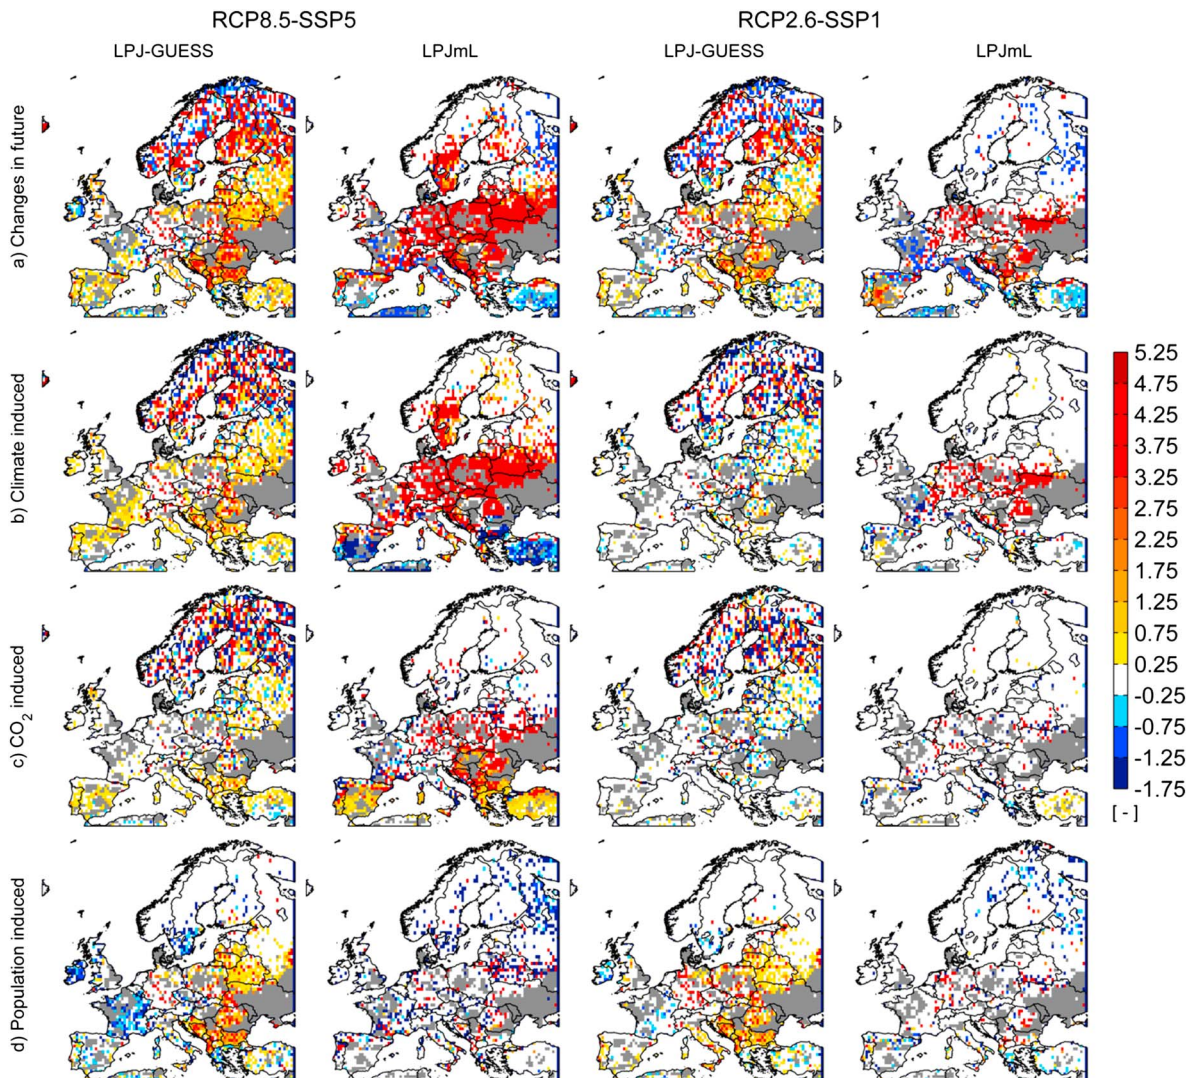 RCP8.5-SSP5 RCP2.6-SSP1
LPJ-GUESS LPJmL LPJ-GUESS LPJmL
a) Changes in future
b) Climate induced
c) CO2 induced
d) Population induced
5.25
4.75
4.25
3.75
3.25
2.75
2.25
1.75
1.25
0.75
0.25
-0.25
-0.75
-1.25
-1.75
[ - ]